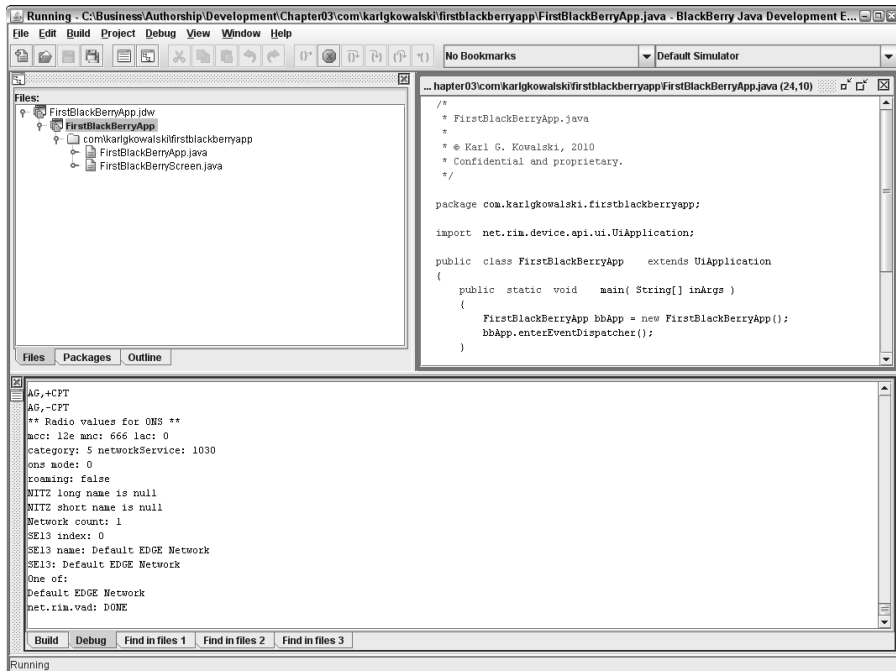 Running - C:\Business\Authorship\Development\Chapter03\com\karlgkowalski\firstblackberryapp\FirstBlackBerryApp.java - BlackBerry Java Development E...
File Edit Build Project Debug View Window Help
No Bookmarks Default Simulator
Files:
FirstBlackBerryApp.jdw
FirstBlackBerryApp
com\karlgkowalski\firstblackberryapp
FirstBlackBerryApp.java
FirstBlackBerryScreen.java
Files Packages Outline
... hapter03\com\karlgkowalski\firstblackberryapp\FirstBlackBerryApp.java (24,10)
/*
* FirstBlackBerryApp.java
*
* © Karl G. Kowalski, 2010
* Confidential and proprietary.
*/
package com.karlgkowalski.firstblackberryapp;
import net.rim.device.api.ui.UiApplication;
public class FirstBlackBerryApp extends UiApplication
{
public static void main( String[] inArgs )
{
FirstBlackBerryApp bbApp = new FirstBlackBerryApp();
bbApp.enterEventDispatcher();
}
AG,+CPT
AG,-CPT
** Radio values for ONS **
mcc: 12e mnc: 666 lac: 0
category: 5 networkService: 1030
ons mode: 0
roaming: false
NITZ long name is null
NITZ short name is null
Network count: 1
SE13 index: 0
SE13 name: Default EDGE Network
SE13: Default EDGE Network
One of:
Default EDGE Network
net.rim.vad: DONE
Build Debug Find in files 1 Find in files 2 Find in files 3
Running